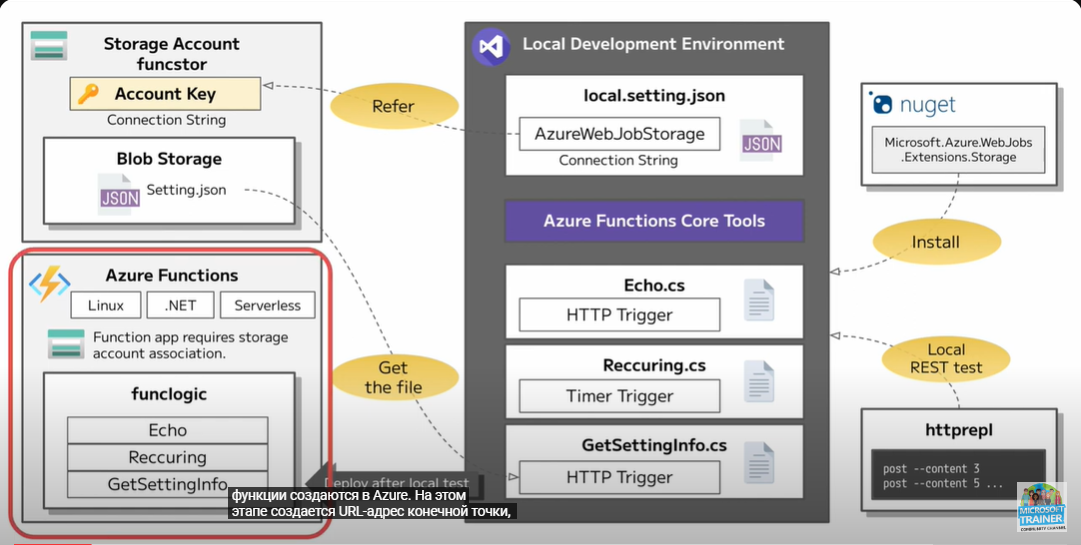 Storage Account
funcstor
Account Key
Connection String
Blob Storage
JSON
Setting.json
Azure Functions
Linux
.NET
Serverless
Function app requires storage
account association.
funclogic
Echo
Reccuring
GetSettingInfo
Refer
Get
the file
Deploy after local test
функции создаются в Azure. На этом
этапе создается URL-адрес конечной точки,
Local Development Environment
local.setting.json
AzureWebJobStorage
Connection String
JSON
Azure Functions Core Tools
Echo.cs
HTTP Trigger
Reccuring.cs
Timer Trigger
GetSettingInfo.cs
HTTP Trigger
nuget
Microsoft.Azure.WebJobs
.Extensions.Storage
Install
Local
REST test
httprepl
post --content 3
post --content 5 ...
MICROSOFT
TRAINER
COMMUNITY CHANNEL